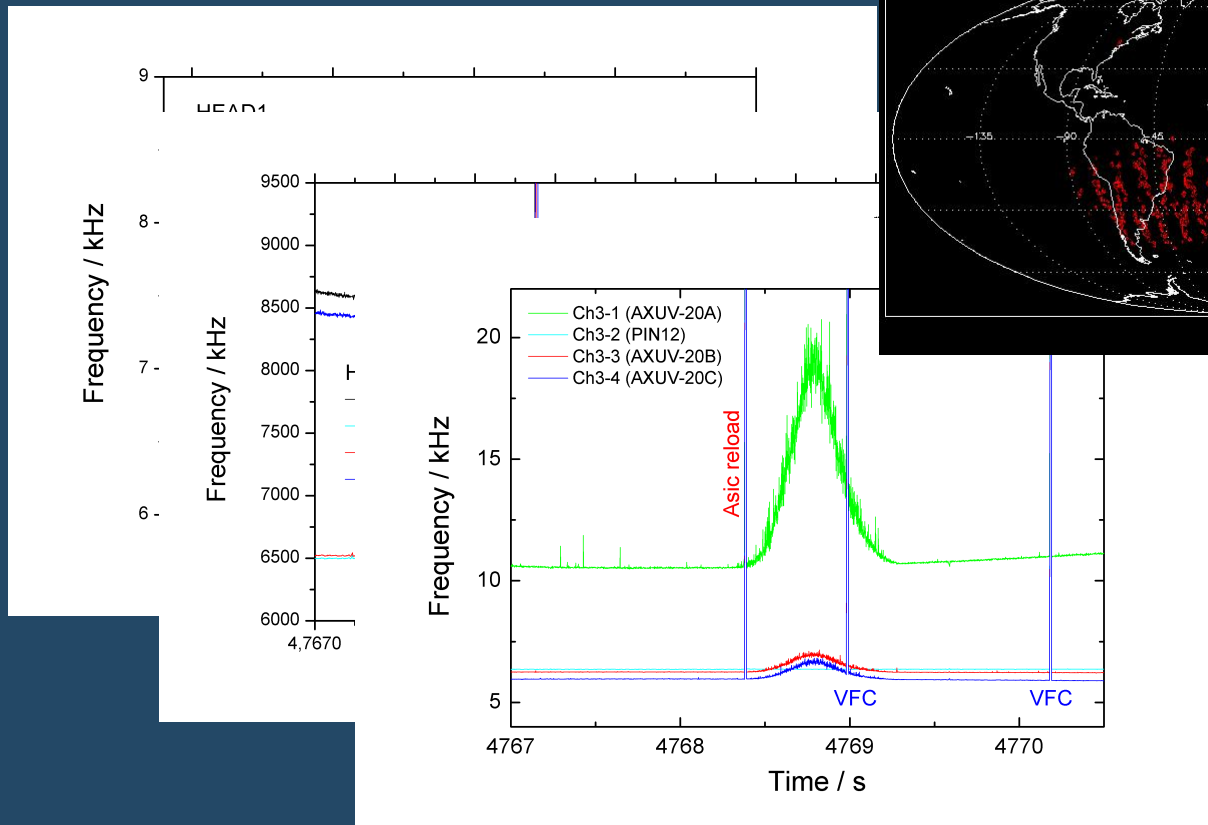 9
HEAD1
8
7
6
Frequency / kHz
9500
9000
8500
8000
7500
7000
6500
6000
4,7670
Frequency / kHz
20
15
10
5
Frequency / kHz
Ch3-1 (AXUV-20A)
Ch3-2 (PIN12)
Ch3-3 (AXUV-20B)
Ch3-4 (AXUV-20C)
Asic reload
VFC
VFC
4767
4768
4769
4770
Time / s
-135
-90
-45